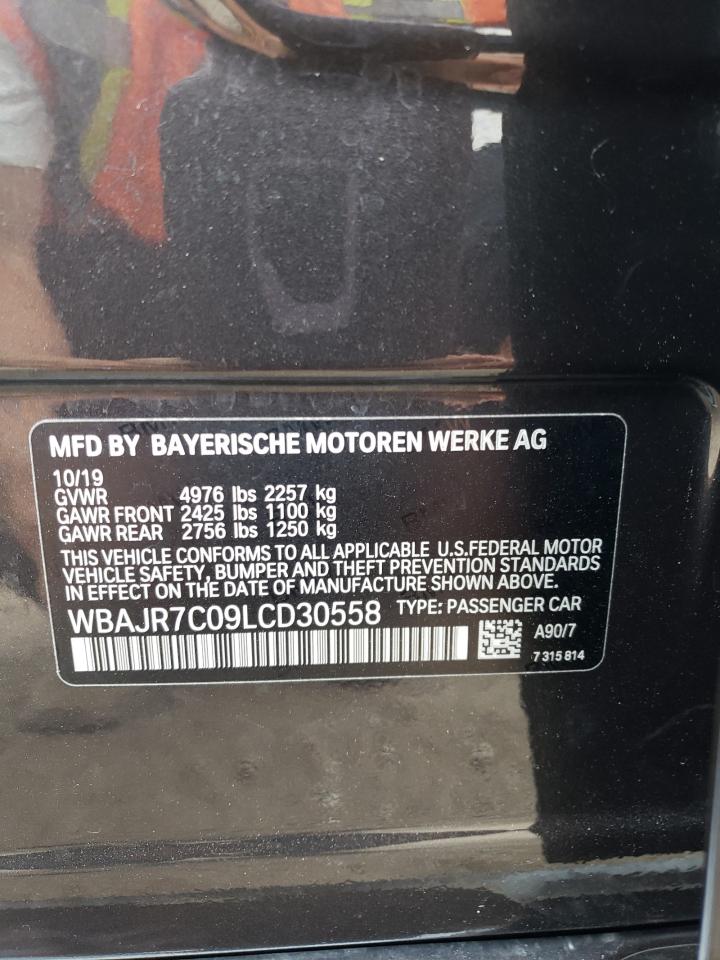 MFD BY BAYERISCHE MOTOREN WERKE AG
10/19
GVWR 4976 lbs 2257 kg
GAWR FRONT 2425 lbs 1100 kg
GAWR REAR 2756 lbs 1250 kg
THIS VEHICLE CONFORMS TO ALL APPLICABLE U.S.FEDERAL MOTOR
VEHICLE SAFETY, BUMPER AND THEFT PREVENTION STANDARDS
IN EFFECT ON THE DATE OF MANUFACTURE SHOWN ABOVE.
WBAJR7C09LCD30558 TYPE: PASSENGER CAR
A90/7
7 315 814